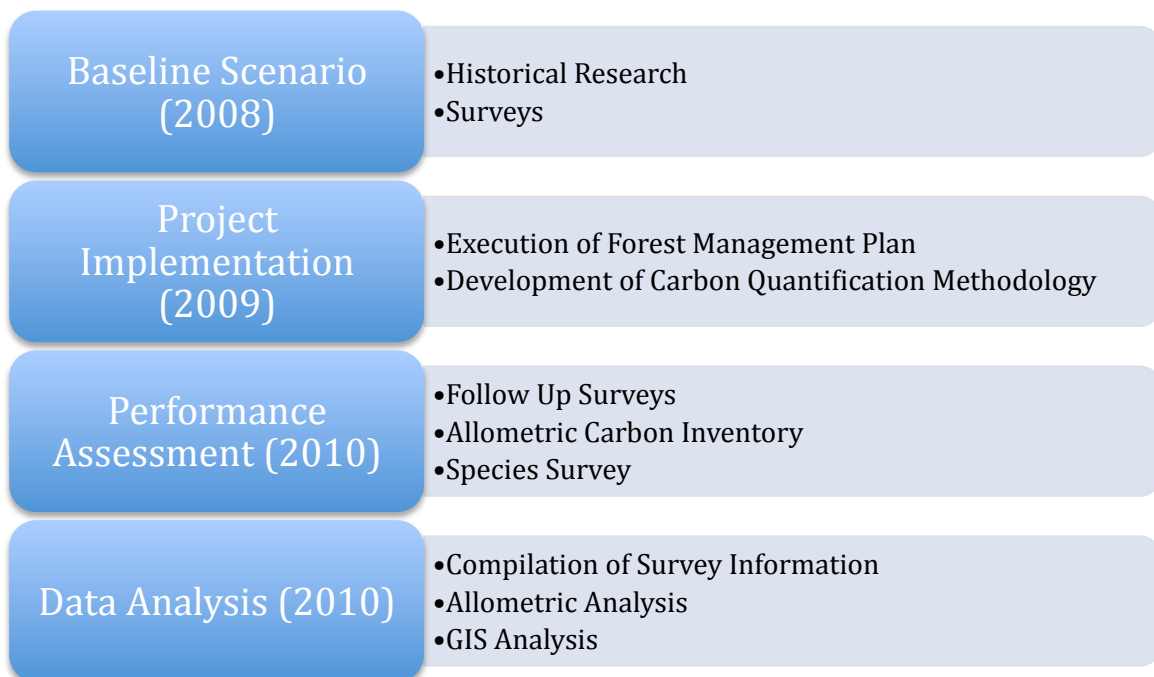 Baseline Scenario
(2008)
•Historical Research
•Surveys
Project
Implementation
(2009)
•Execution of Forest Management Plan
•Development of Carbon Quantification Methodology
Performance
Assessment (2010)
•Follow Up Surveys
•Allometric Carbon Inventory
•Species Survey
Data Analysis (2010)
•Compilation of Survey Information
•Allometric Analysis
•GIS Analysis